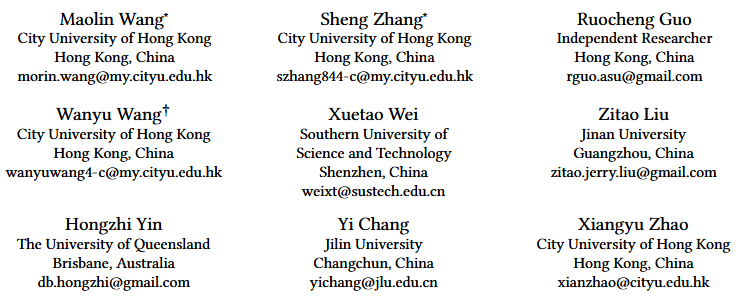 Maolin Wang*
City University of Hong Kong
Hong Kong, China
morin.wang@my.cityu.edu.hk
Sheng Zhang*
City University of Hong Kong
Hong Kong, China
szhang844-c@my.cityu.edu.hk
Ruocheng Guo
Independent Researcher
Hong Kong, China
rguo.asu@gmail.com
Wanyu Wang†
City University of Hong Kong
Hong Kong, China
wanyuwang4-c@my.cityu.edu.hk
Xuetao Wei
Southern University of
Science and Technology
Shenzhen, China
weixt@sustech.edu.cn
Zitao Liu
Jinan University
Guangzhou, China
zitao.jerry.liu@gmail.com
Hongzhi Yin
The University of Queensland
Brisbane, Australia
db.hongzhi@gmail.com
Yi Chang
Jilin University
Changchun, China
yichang@jlu.edu.cn
Xiangyu Zhao
City University of Hong Kong
Hong Kong, China
xianzhao@cityu.edu.hk